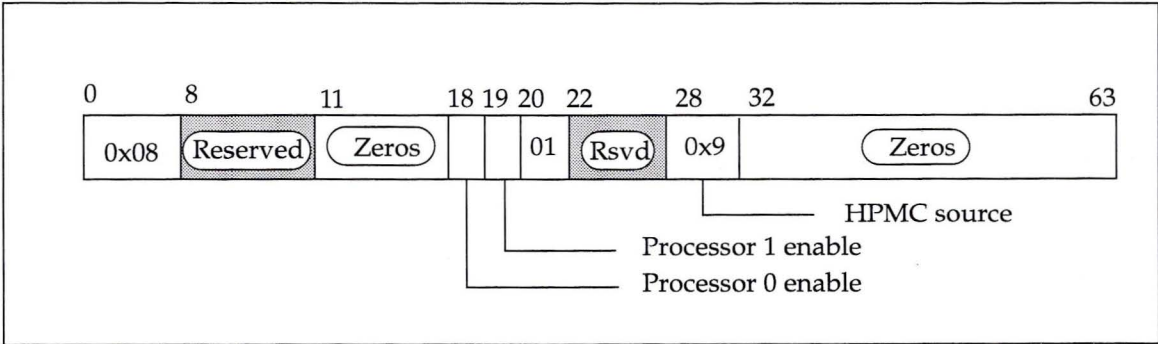 0 8 11 18 19 20 22 28 32 63
0x08 Reserved Zeros 01 Rsvd 0x9 Zeros
HPMC source
Processor 1 enable
Processor 0 enable